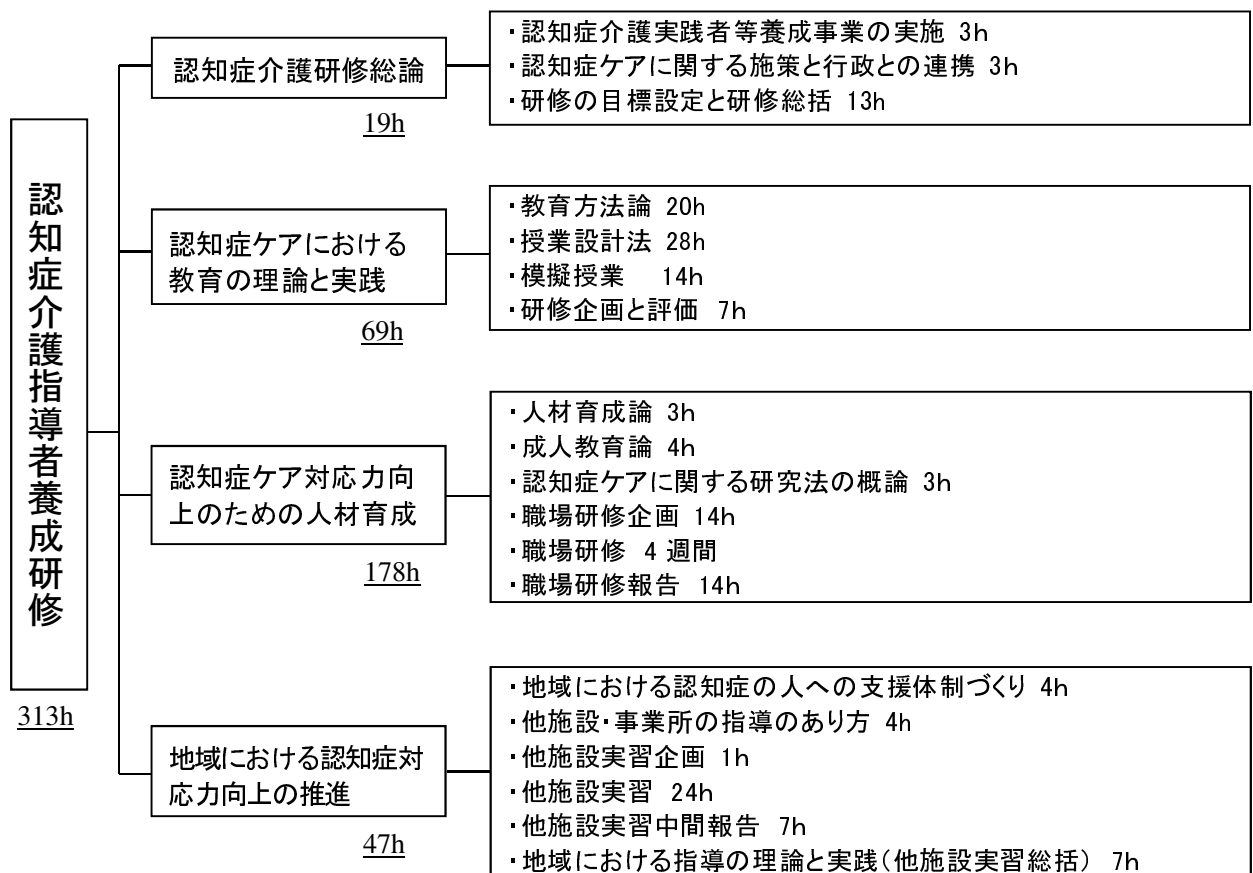 認知症介護指導者養成研修
313h
認知症介護研修総論
19h
・認知症介護実践者等養成事業の実施 3h
・認知症ケアに関する施策と行政との連携 3h
・研修の目標設定と研修総括 13h
認知症ケアにおける
教育の理論と実践
69h
・教育方法論 20h
・授業設計法 28h
・模擬授業 14h
・研修企画と評価 7h
認知症ケア対応力向
上のための人材育成
178h
・人材育成論 3h
・成人教育論 4h
・認知症ケアに関する研究法の概論 3h
・職場研修企画 14h
・職場研修 4 週間
・職場研修報告 14h
地域における認知症対
応力向上の推進
47h
・地域における認知症の人への支援体制づくり 4h
・他施設・事業所の指導のあり方 4h
・他施設実習企画 1h
・他施設実習 24h
・他施設実習中間報告 7h
・地域における指導の理論と実践(他施設実習総括) 7h